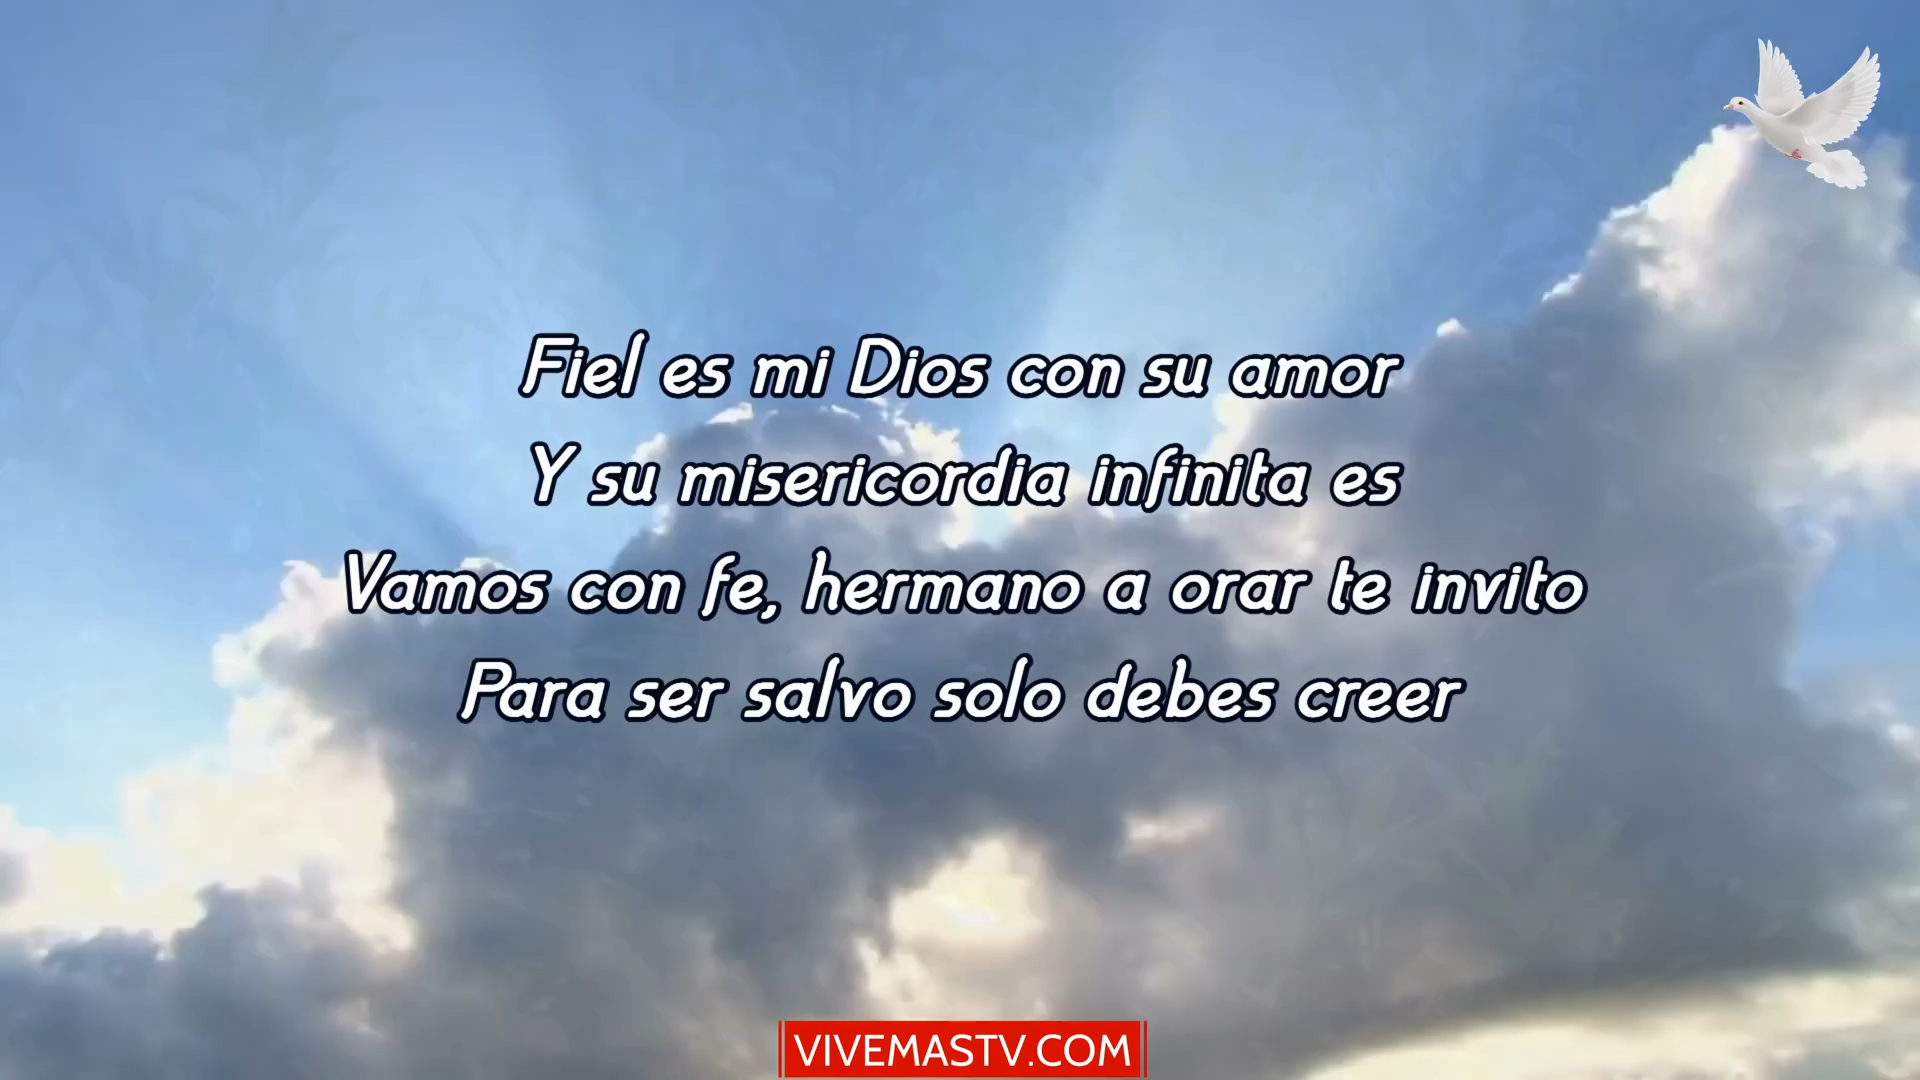 Fiel es mi Dios con su amor
Y su misericordia infinita es
Vamos con fe, hermano a orar te invito
Para ser salvo solo debes creer
VIVEMASTV.COM